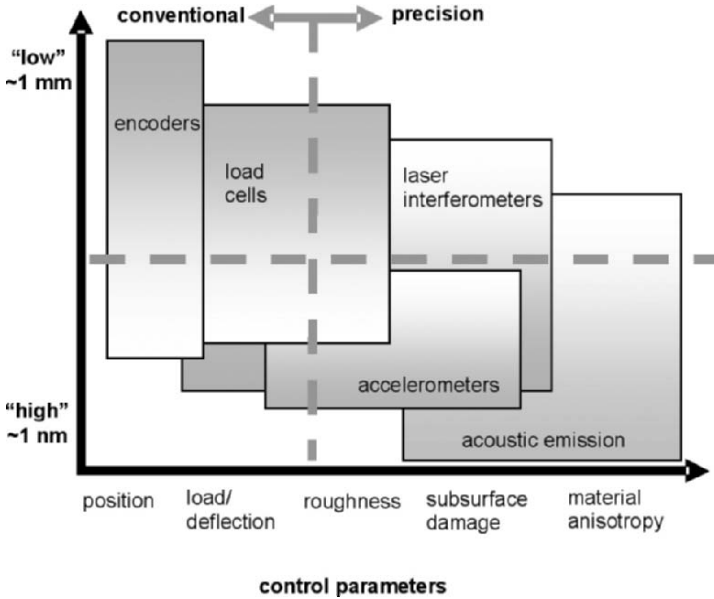 conventional
precision
“low”
~1 mm
encoders
load
cells
laser
interferometers
accelerometers
“high”
~1 nm
acoustic emission
position
load/
deflection
roughness
subsurface
damage
material
anisotropy
control parameters